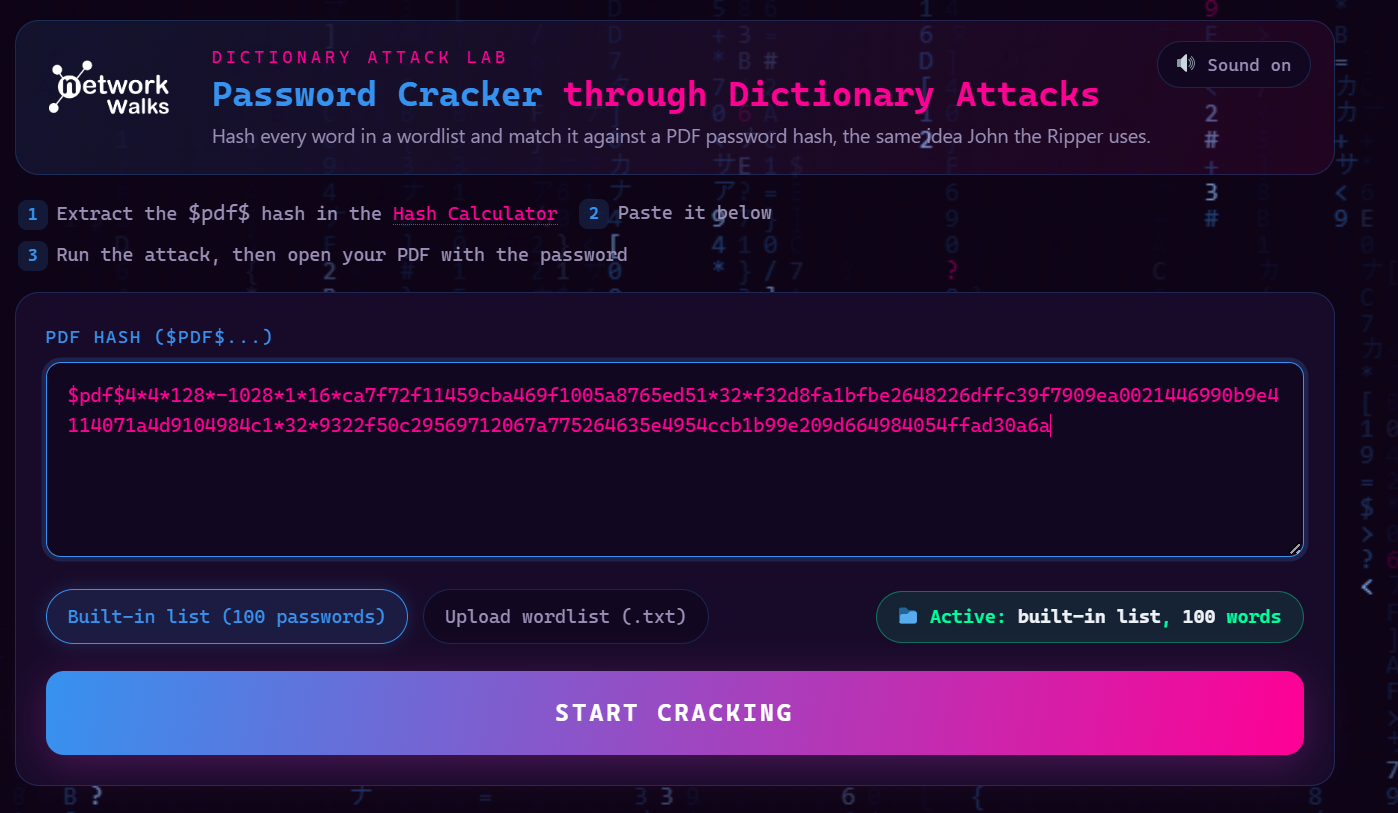 network
walks
DICTIONARY ATTACK LAB
Password Cracker through Dictionary Attacks
Hash every word in a wordlist and match it against a PDF password hash, the same idea John the Ripper uses.
Sound on
1 Extract the $pdf$ hash in the Hash Calculator
2 Paste it below
3 Run the attack, then open your PDF with the password
PDF HASH ($PDF$...)
$pdf$4*4*128*-1028*1*16*ca7f72f11459cba469f1005a8765ed51*32*f32d8fa1bfbe2648226dffc39f7909ea0021446990b9e4
114071a4d9104984c1*32*9322f50c29569712067a775264635e4954ccb1b99e209d664984054ffad30a6a
Built-in list (100 passwords)
Upload wordlist (.txt)
Active: built-in list, 100 words
START CRACKING